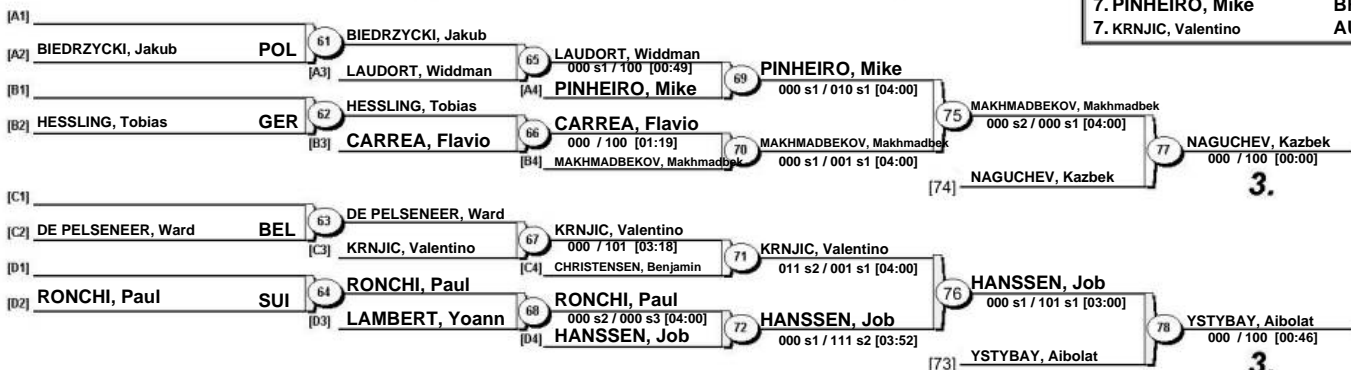 7. PINHEIRO, Mike
7. KRNJIC, Valentino
[A1]
[A2] BIEDRZYCKI, Jakub POL
61 BIEDRZYCKI, Jakub
[A3] LAUDORT, Widdman
65 LAUDORT, Widdman
000 s1 / 100 [00:49]
[A4] PINHEIRO, Mike
69 PINHEIRO, Mike
000 s1 / 010 s1 [04:00]
[B1]
[B2] HESSLING, Tobias GER
62 HESSLING, Tobias
[B3] CARREA, Flavio
66 CARREA, Flavio
000 / 100 [01:19]
[B4] MAKHMADBEKOV, Makhmadbek
70 MAKHMADBEKOV, Makhmadbek
000 s1 / 001 s1 [04:00]
75 MAKHMADBEKOV, Makhmadbek
000 s2 / 000 s1 [04:00]
[74] NAGUCHEV, Kazbek
77 NAGUCHEV, Kazbek
000 / 100 [00:00]
3.
[C1]
[C2] DE PELSENEER, Ward BEL
63 DE PELSENEER, Ward
[C3] KRNJIC, Valentino
67 KRNJIC, Valentino
000 / 101 [03:18]
[C4] CHRISTENSEN, Benjamin
71 KRNJIC, Valentino
011 s2 / 001 s1 [04:00]
[D1]
[D2] RONCHI, Paul SUI
64 RONCHI, Paul
[D3] LAMBERT, Yoann
68 RONCHI, Paul
000 s2 / 000 s3 [04:00]
[D4] HANSSEN, Job
72 HANSSEN, Job
000 s1 / 111 s2 [03:52]
76 HANSSEN, Job
000 s1 / 101 s1 [03:00]
[73] YSTYBAY, Aibolat
78 YSTYBAY, Aibolat
000 / 100 [00:46]
3.